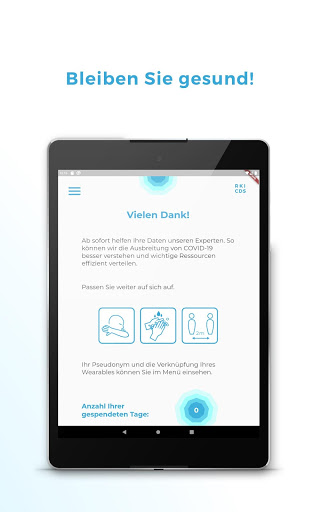 Bleiben Sie gesund!
RKI
CDS
Vielen Dank!
Ab sofort helfen Ihre Daten unseren Experten. So
können wir die Ausbreitung von COVID-19
besser verstehen und wichtige Ressourcen
effizient verteilen.
Passen Sie weiter auf sich auf.
2m
Ihr Pseudonym und die Verknüpfung Ihres
Wearables können Sie im Menü einsehen.
Anzahl Ihrer
gespendeten Tage:
0